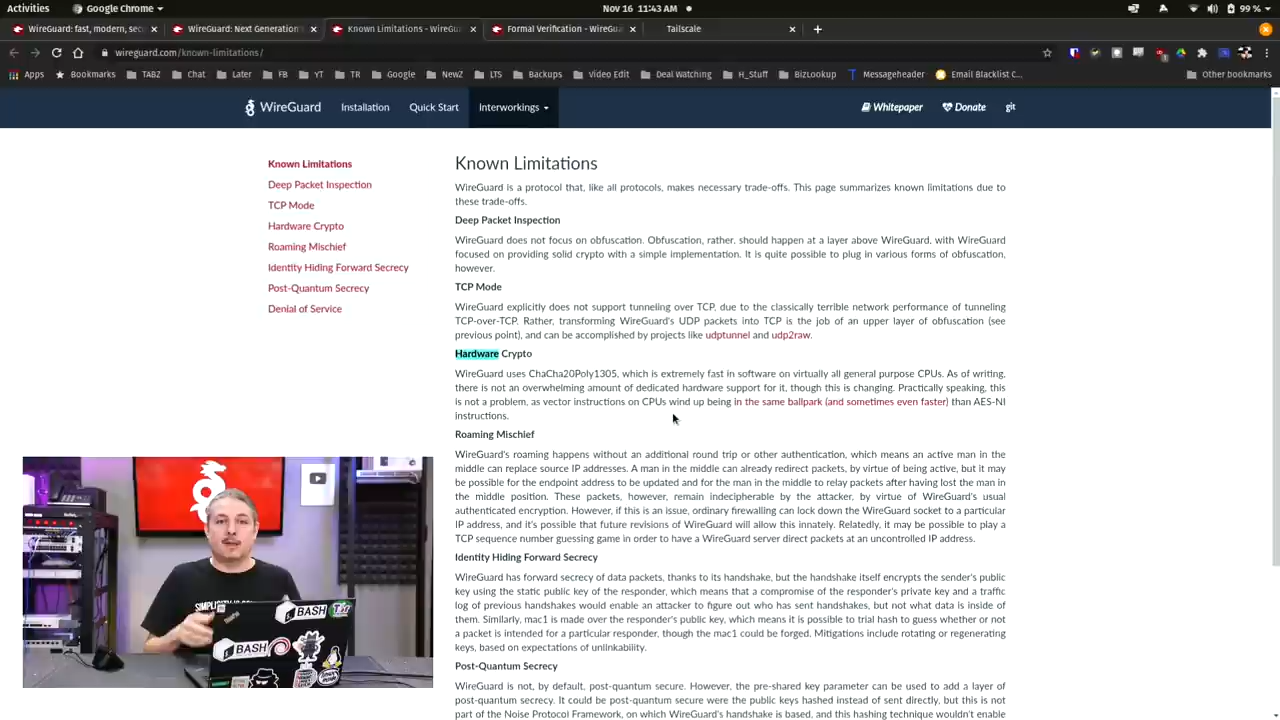 Activities
Google Chrome
Nov 16 11:43 AM
99 %
WireGuard: fast, modern, sec
WireGuard: Next Generation
Known Limitations - WireGu
Formal Verification - WireGu
Tailscale
wireguard.com/known-limitations/
Apps
Bookmarks
TABZ
Chat
Later
FB
YT
TR
Google
NewZ
LTS
Backups
Video Edit
Deal Watching
H_Stuff
BizLookup
Messageheader
Email Blacklist C...
Other bookmarks
WireGuard
Installation
Quick Start
Interworkings
Whitepaper
Donate
git
Known Limitations
Deep Packet Inspection
TCP Mode
Hardware Crypto
Roaming Mischief
Identity Hiding Forward Secrecy
Post-Quantum Secrecy
Denial of Service
Known Limitations
WireGuard is a protocol that, like all protocols, makes necessary trade-offs. This page summarizes known limitations due to
these trade-offs.
Deep Packet Inspection
WireGuard does not focus on obfuscation. Obfuscation, rather, should happen at a layer above WireGuard, with WireGuard
focused on providing solid crypto with a simple implementation. It is quite possible to plug in various forms of obfuscation,
however.
TCP Mode
WireGuard explicitly does not support tunneling over TCP, due to the classically terrible network performance of tunneling
TCP-over-TCP. Rather, transforming WireGuard's UDP packets into TCP is the job of an upper layer of obfuscation (see
previous point), and can be accomplished by projects like udptunnel and udp2raw.
Hardware Crypto
WireGuard uses ChaCha20Poly1305, which is extremely fast in software on virtually all general purpose CPUs. As of writing,
there is not an overwhelming amount of dedicated hardware support for it, though this is changing. Practically speaking, this
is not a problem, as vector instructions on CPUs wind up being in the same ballpark (and sometimes even faster) than AES-NI
instructions.
Roaming Mischief
WireGuard's roaming happens without an additional round trip or other authentication, which means an active man in the
middle can replace source IP addresses. A man in the middle can already redirect packets, by virtue of being active, but it may
be possible for the endpoint address to be updated and for the man in the middle to relay packets after having lost the man in
the middle position. These packets, however, remain indecipherable by the attacker, by virtue of WireGuard's usual
authenticated encryption. However, if this is an issue, ordinary firewalling can lock down the WireGuard socket to a particular
IP address, and it's possible that future revisions of WireGuard will allow this innately. Relatedly, it may be possible to play a
TCP sequence number guessing game in order to have a WireGuard server direct packets at an uncontrolled IP address.
Identity Hiding Forward Secrecy
WireGuard has forward secrecy of data packets, thanks to its handshake, but the handshake itself encrypts the sender's public
key using the static public key of the responder, which means that a compromise of the responder's private key and a traffic
log of previous handshakes would enable an attacker to figure out who has sent handshakes, but not what data is inside of
them. Similarly, mac1 is made over the responder's public key, which means it is possible to trial hash to guess whether or not
a packet is intended for a particular responder, though the mac1 could be forged. Mitigations include rotating or regenerating
keys, based on expectations of unlinkability.
Post-Quantum Secrecy
WireGuard is not, by default, post-quantum secure. However, the pre-shared key parameter can be used to add a layer of
post-quantum secrecy. It could be post-quantum secure were the public keys hashed instead of sent directly, but this is not
part of the Noise Protocol Framework, on which WireGuard's handshake is based, and this hashing technique wouldn't enable
BASH
BASH